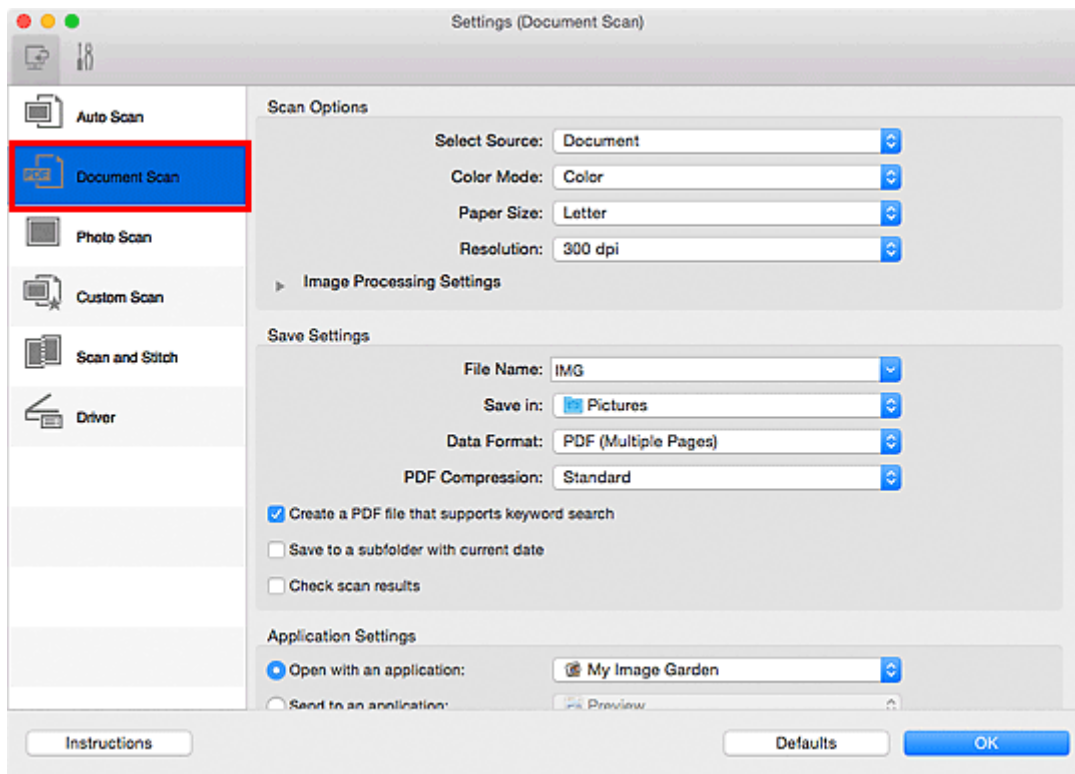 Settings (Document Scan)
Auto Scan
PDF
Document Scan
Photo Scan
Custom Scan
Scan and Stitch
Driver
Scan Options
Select Source: Document
Color Mode: Color
Paper Size: Letter
Resolution: 300 dpi
Image Processing Settings
Save Settings
File Name: IMG
Save in: Pictures
Data Format: PDF (Multiple Pages)
PDF Compression: Standard
Create a PDF file that supports keyword search
Save to a subfolder with current date
Check scan results
Application Settings
Open with an application: My Image Garden
Send to an application: Preview
Instructions
Defaults
OK